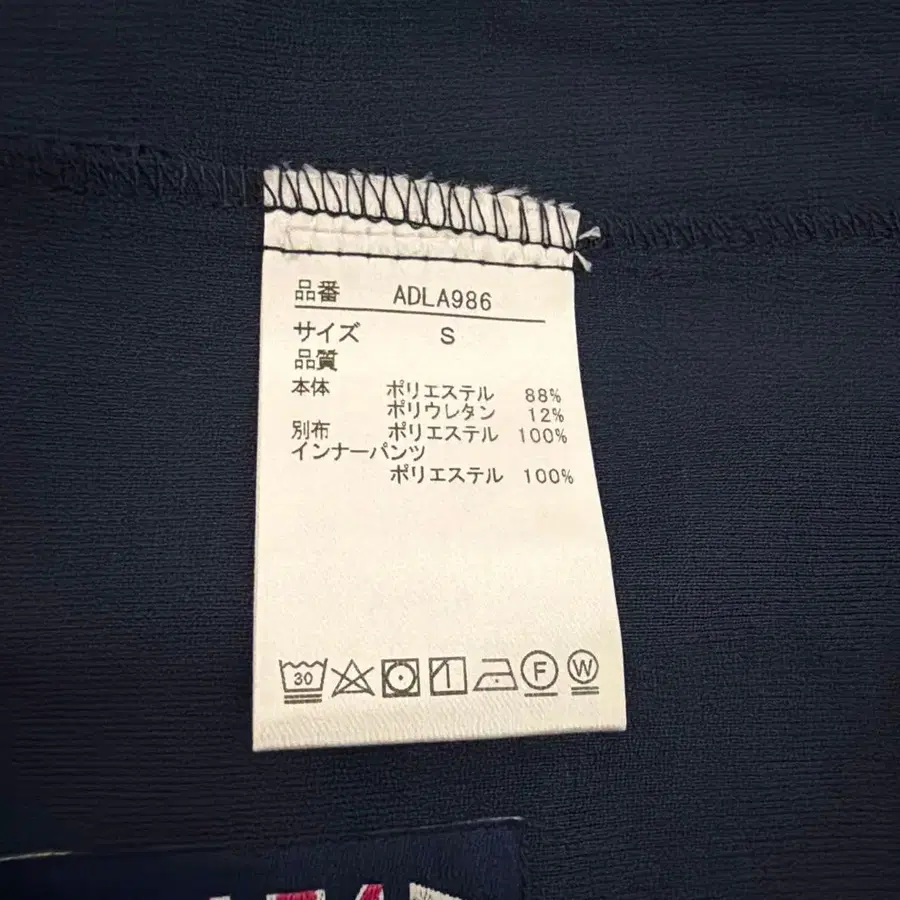 品番 ADLA986
サイズ S
品質
本体 ポリエステル 88%
ポリウレタン 12%
別布 ポリエステル 100%
インナーパンツ
ポリエステル 100%
30 F W